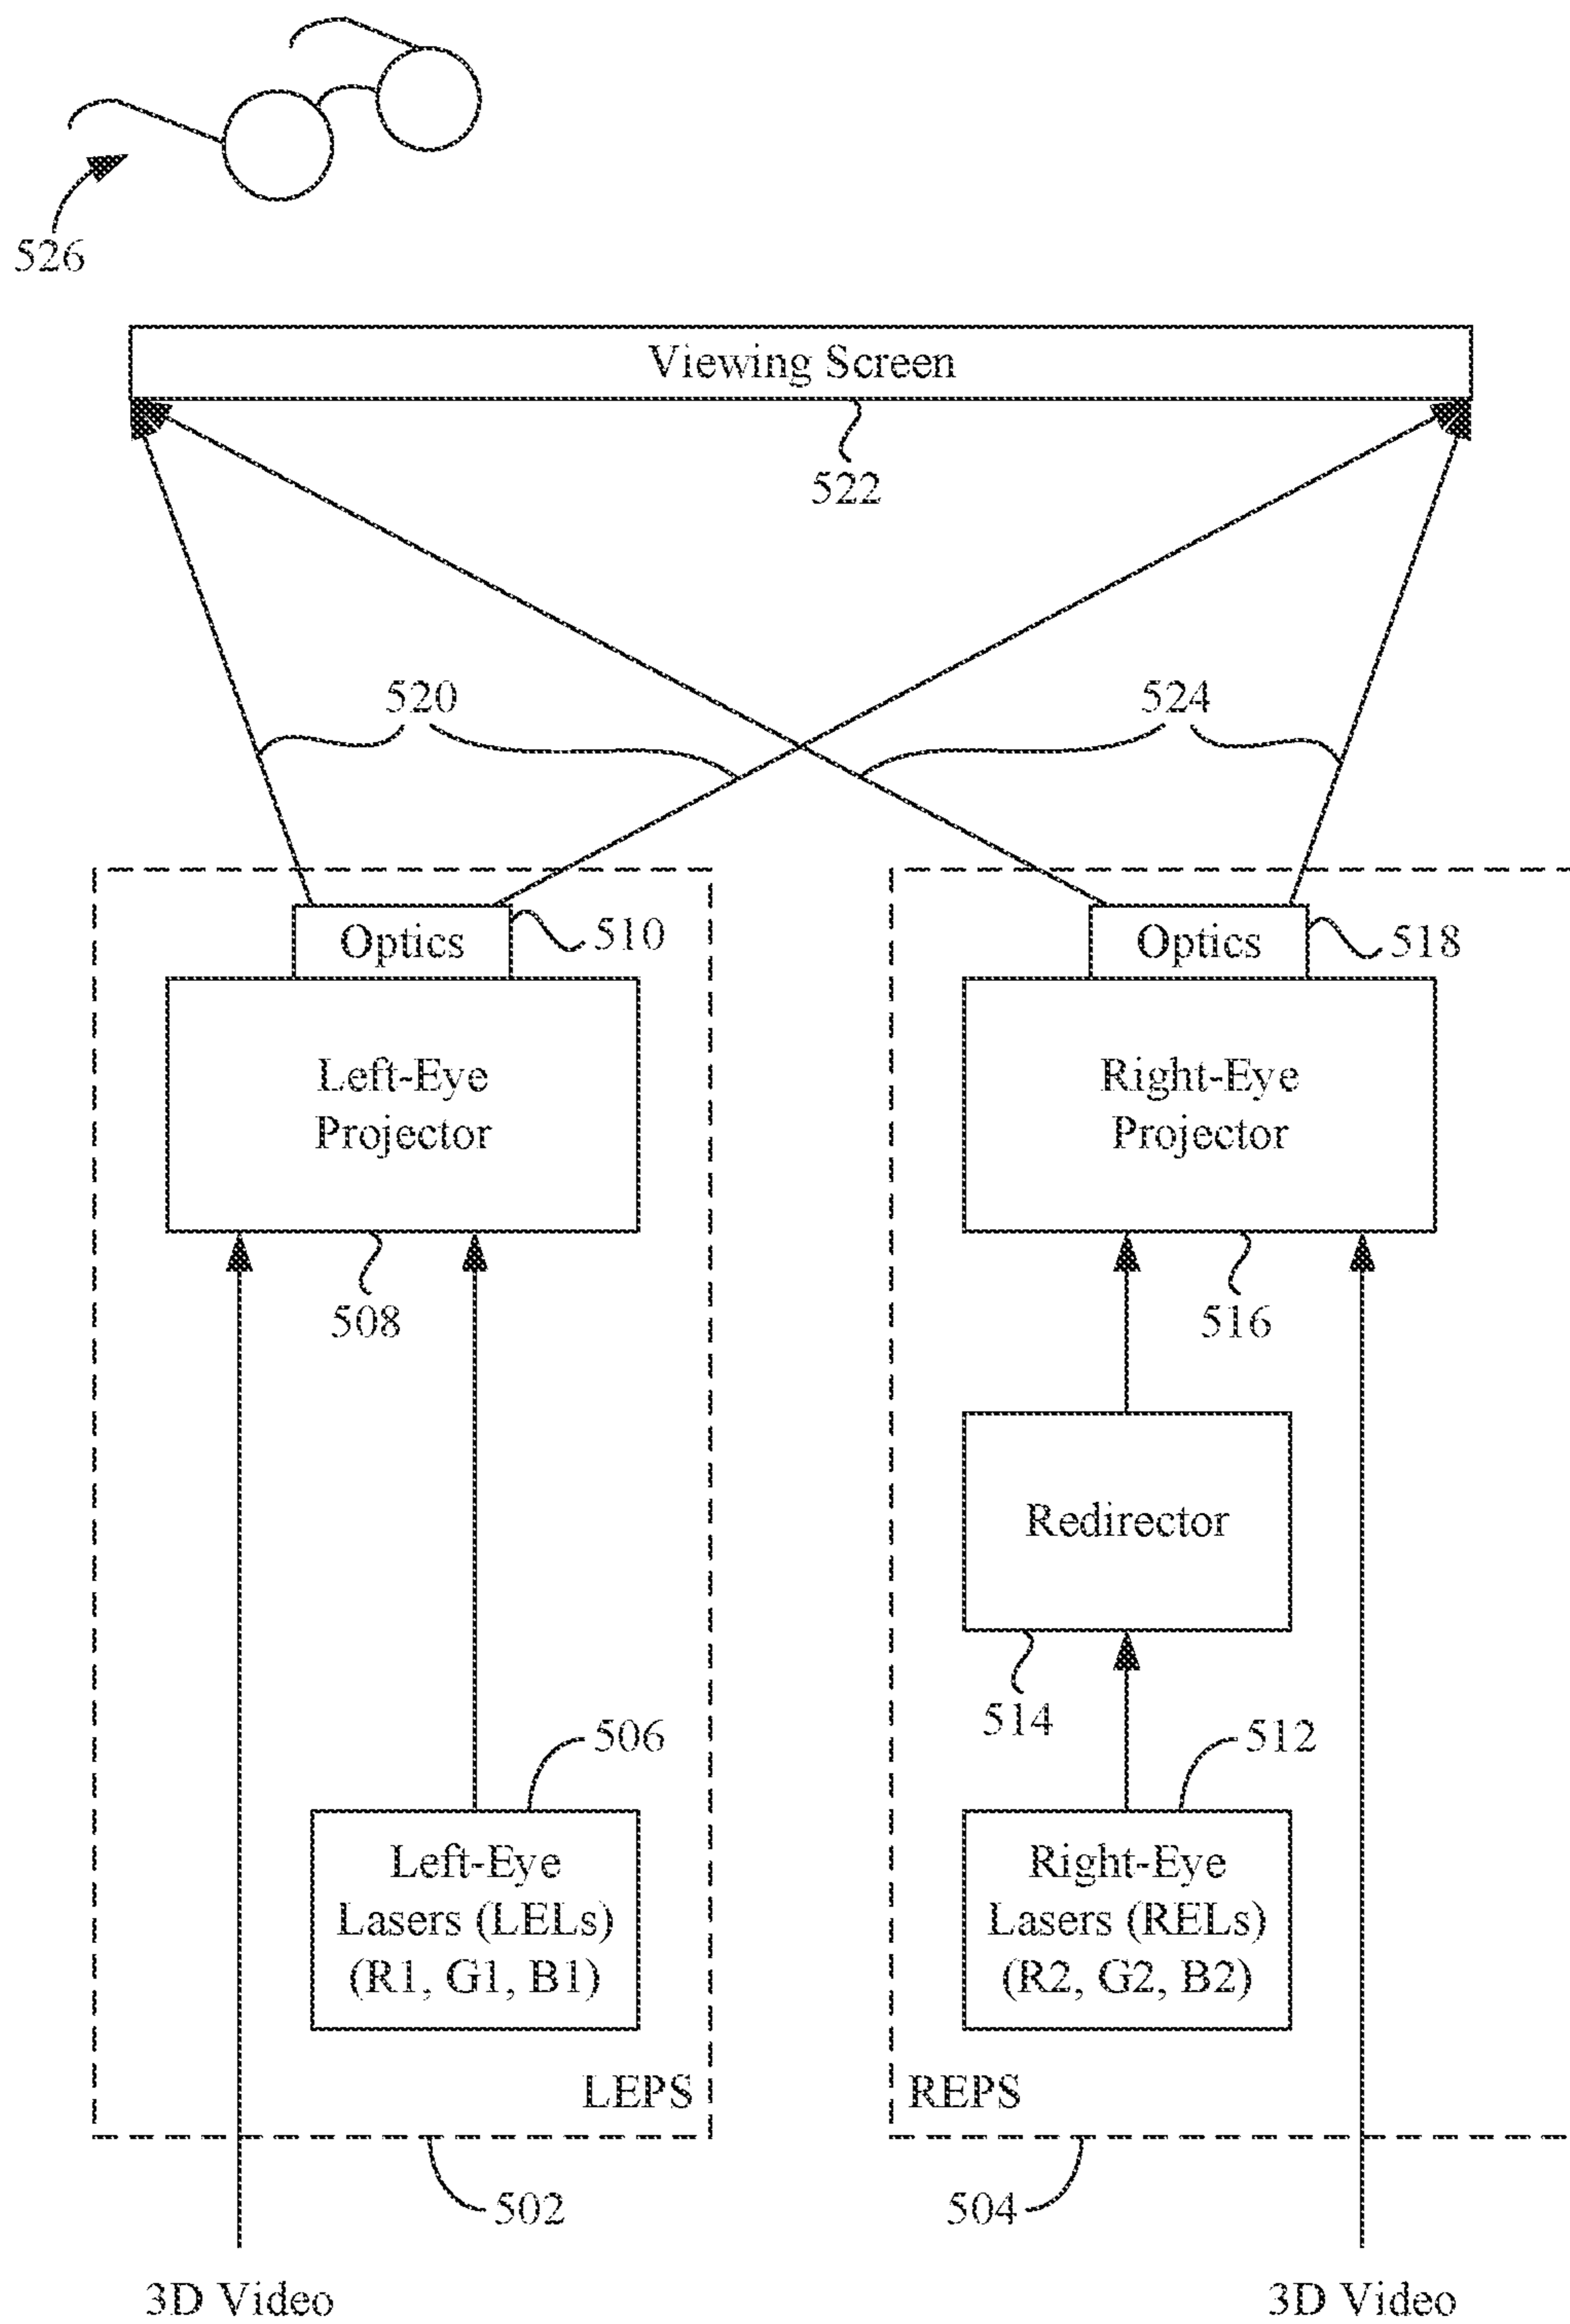 526
Viewing Screen
522
520
524
Optics
510
Optics
518
Left-Eye
Projector
Right-Eye
Projector
508
516
Redirector
514
506
512
Left-Eye
Lasers (LELs)
(R1, G1, B1)
Right-Eye
Lasers (RELs)
(R2, G2, B2)
LEPS
REPS
502
504
3D Video
3D Video